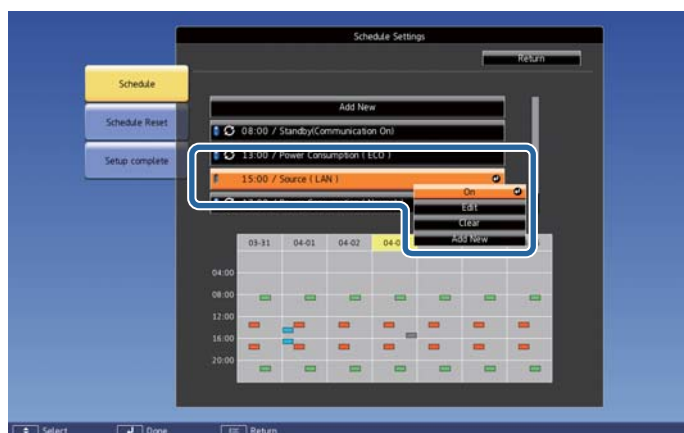 Schedule Settings
Return
Schedule
Schedule Reset
Setup complete
Add New
08:00 / Standby(Communication On)
13:00 / Power Consumption ( ECO )
15:00 / Source ( LAN )
On
Edit
Clear
Add New
03-31 04-01 04-02
04:00
08:00
12:00
16:00
20:00
Select Done Esc Return